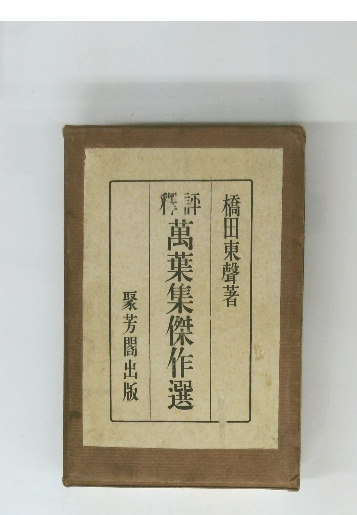 橋田東聲著
評釋
萬葉集傑作選
聚芳閣出版